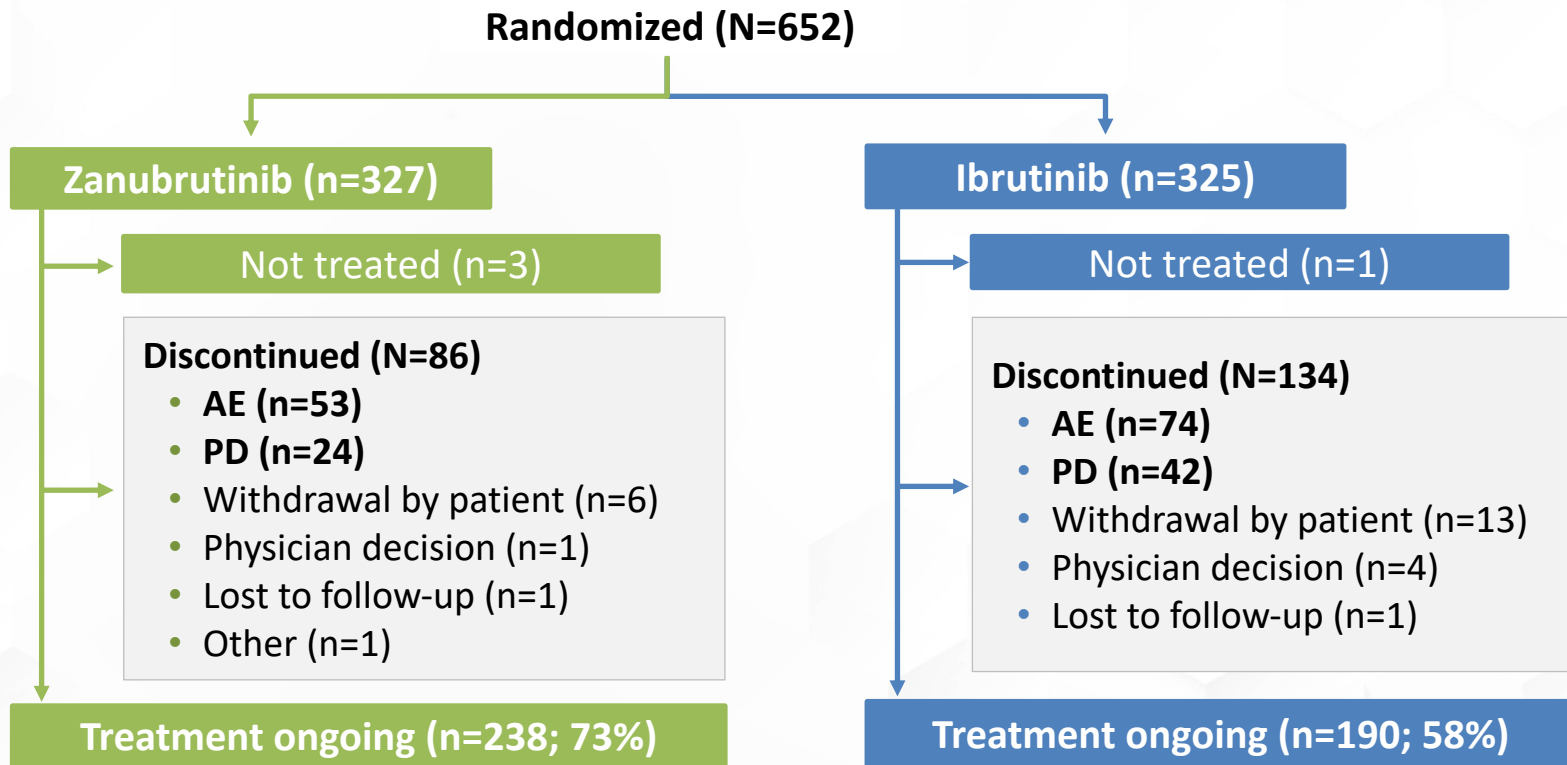 Randomized (N=652)
Zanubrutinib (n=327)
Not treated (n=3)
Discontinued (N=86)
• AE (n=53)
• PD (n=24)
• Withdrawal by patient (n=6)
• Physician decision (n=1)
• Lost to follow-up (n=1)
• Other (n=1)
Treatment ongoing (n=238; 73%)
Ibrutinib (n=325)
Not treated (n=1)
Discontinued (N=134)
• AE (n=74)
• PD (n=42)
• Withdrawal by patient (n=13)
• Physician decision (n=4)
• Lost to follow-up (n=1)
Treatment ongoing (n=190; 58%)